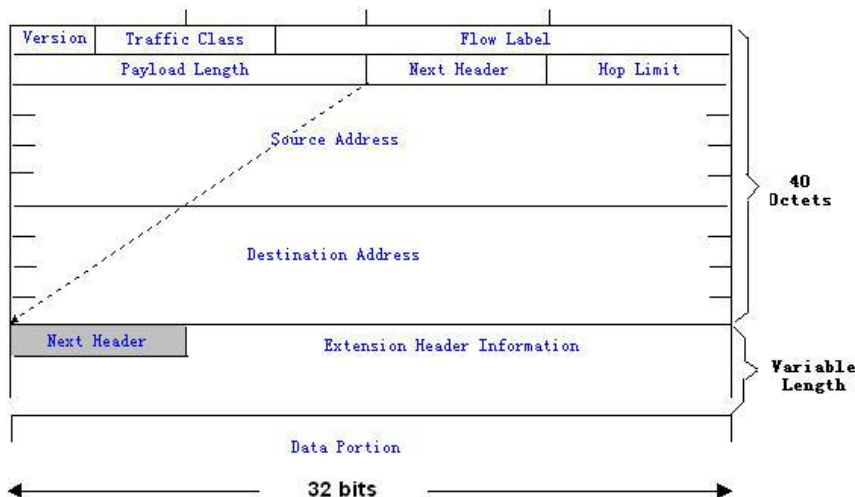 Version Traffic Class Flow Label
Payload Length Next Header Hop Limit
Source Address
40
Octets
Destination Address
Next Header Extension Header Information
Variable
Length
Data Portion
32 bits